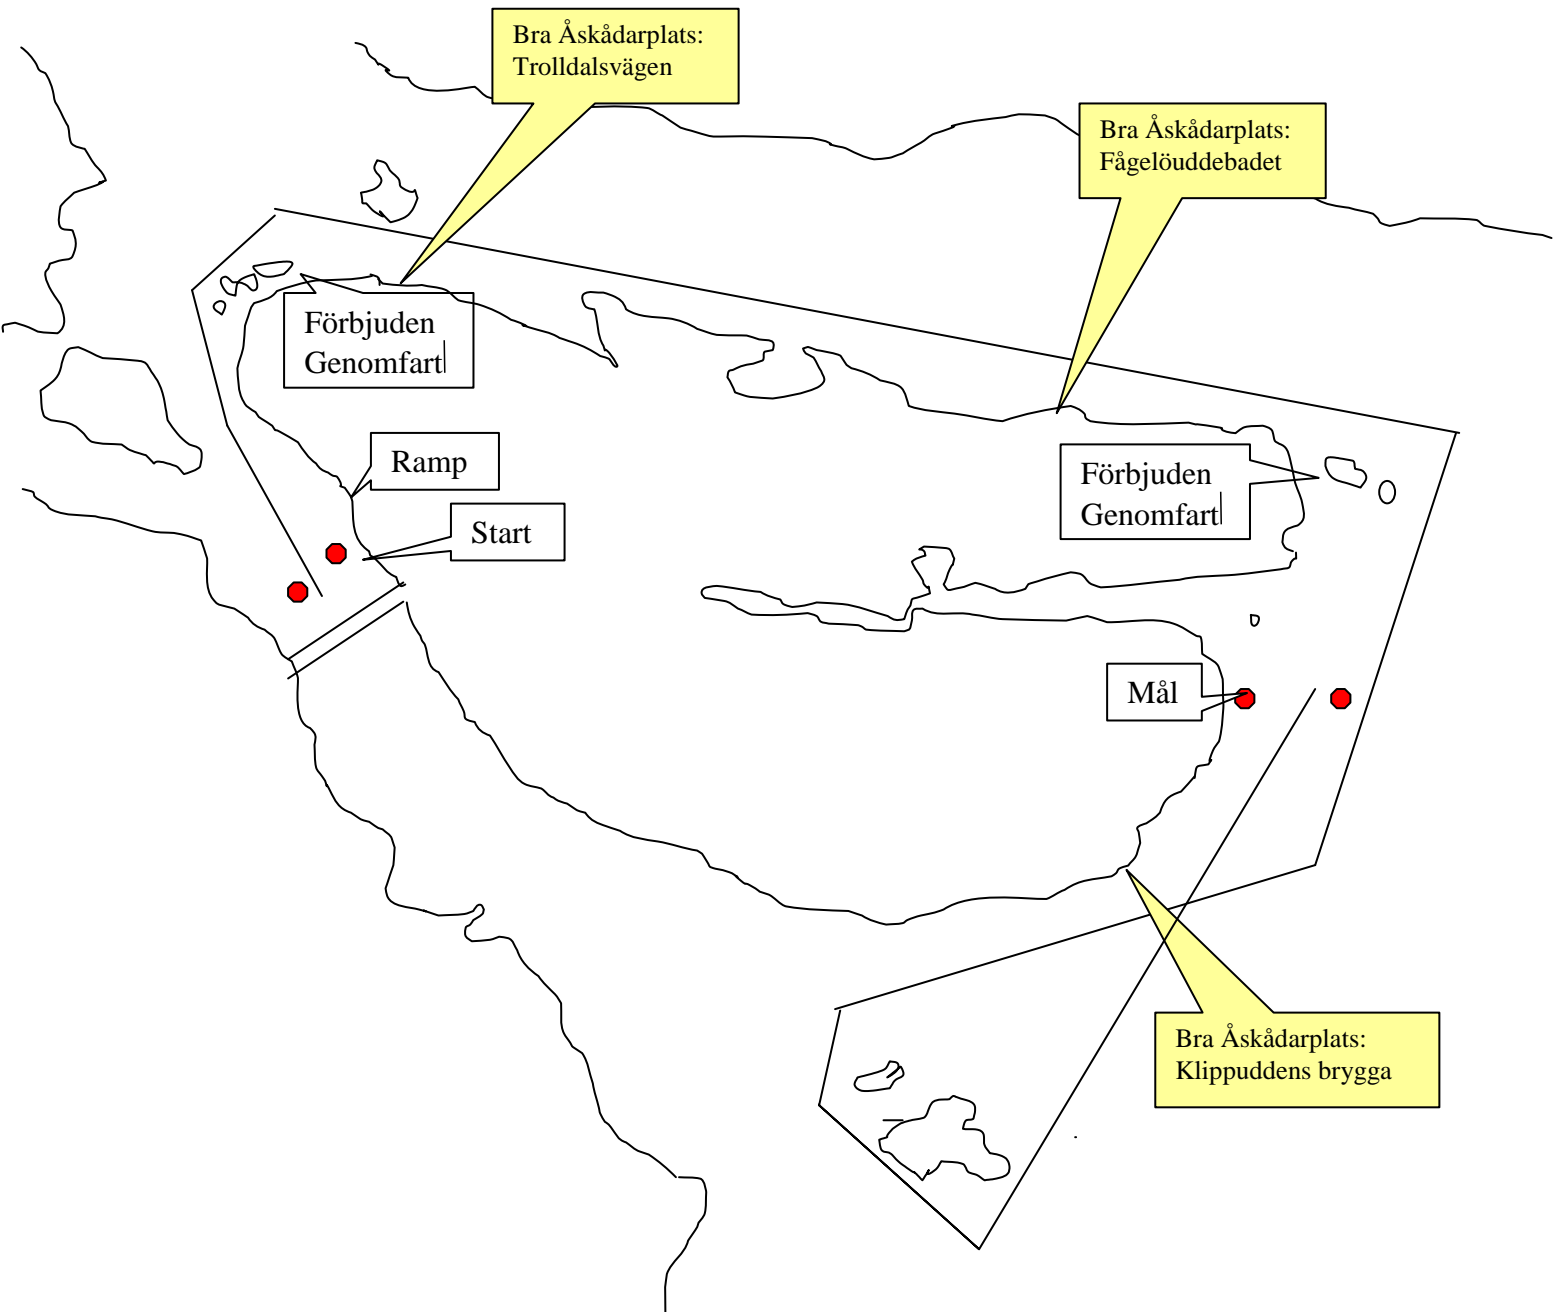 Bra Åskådarplats:
Trolldalsvägen
Bra Åskådarplats:
Fågelöuddebadet
Förbjuden
Genomfart
Ramp
Förbjuden
Genomfart
Start
Mål
Bra Åskådarplats:
Klippuddens brygga